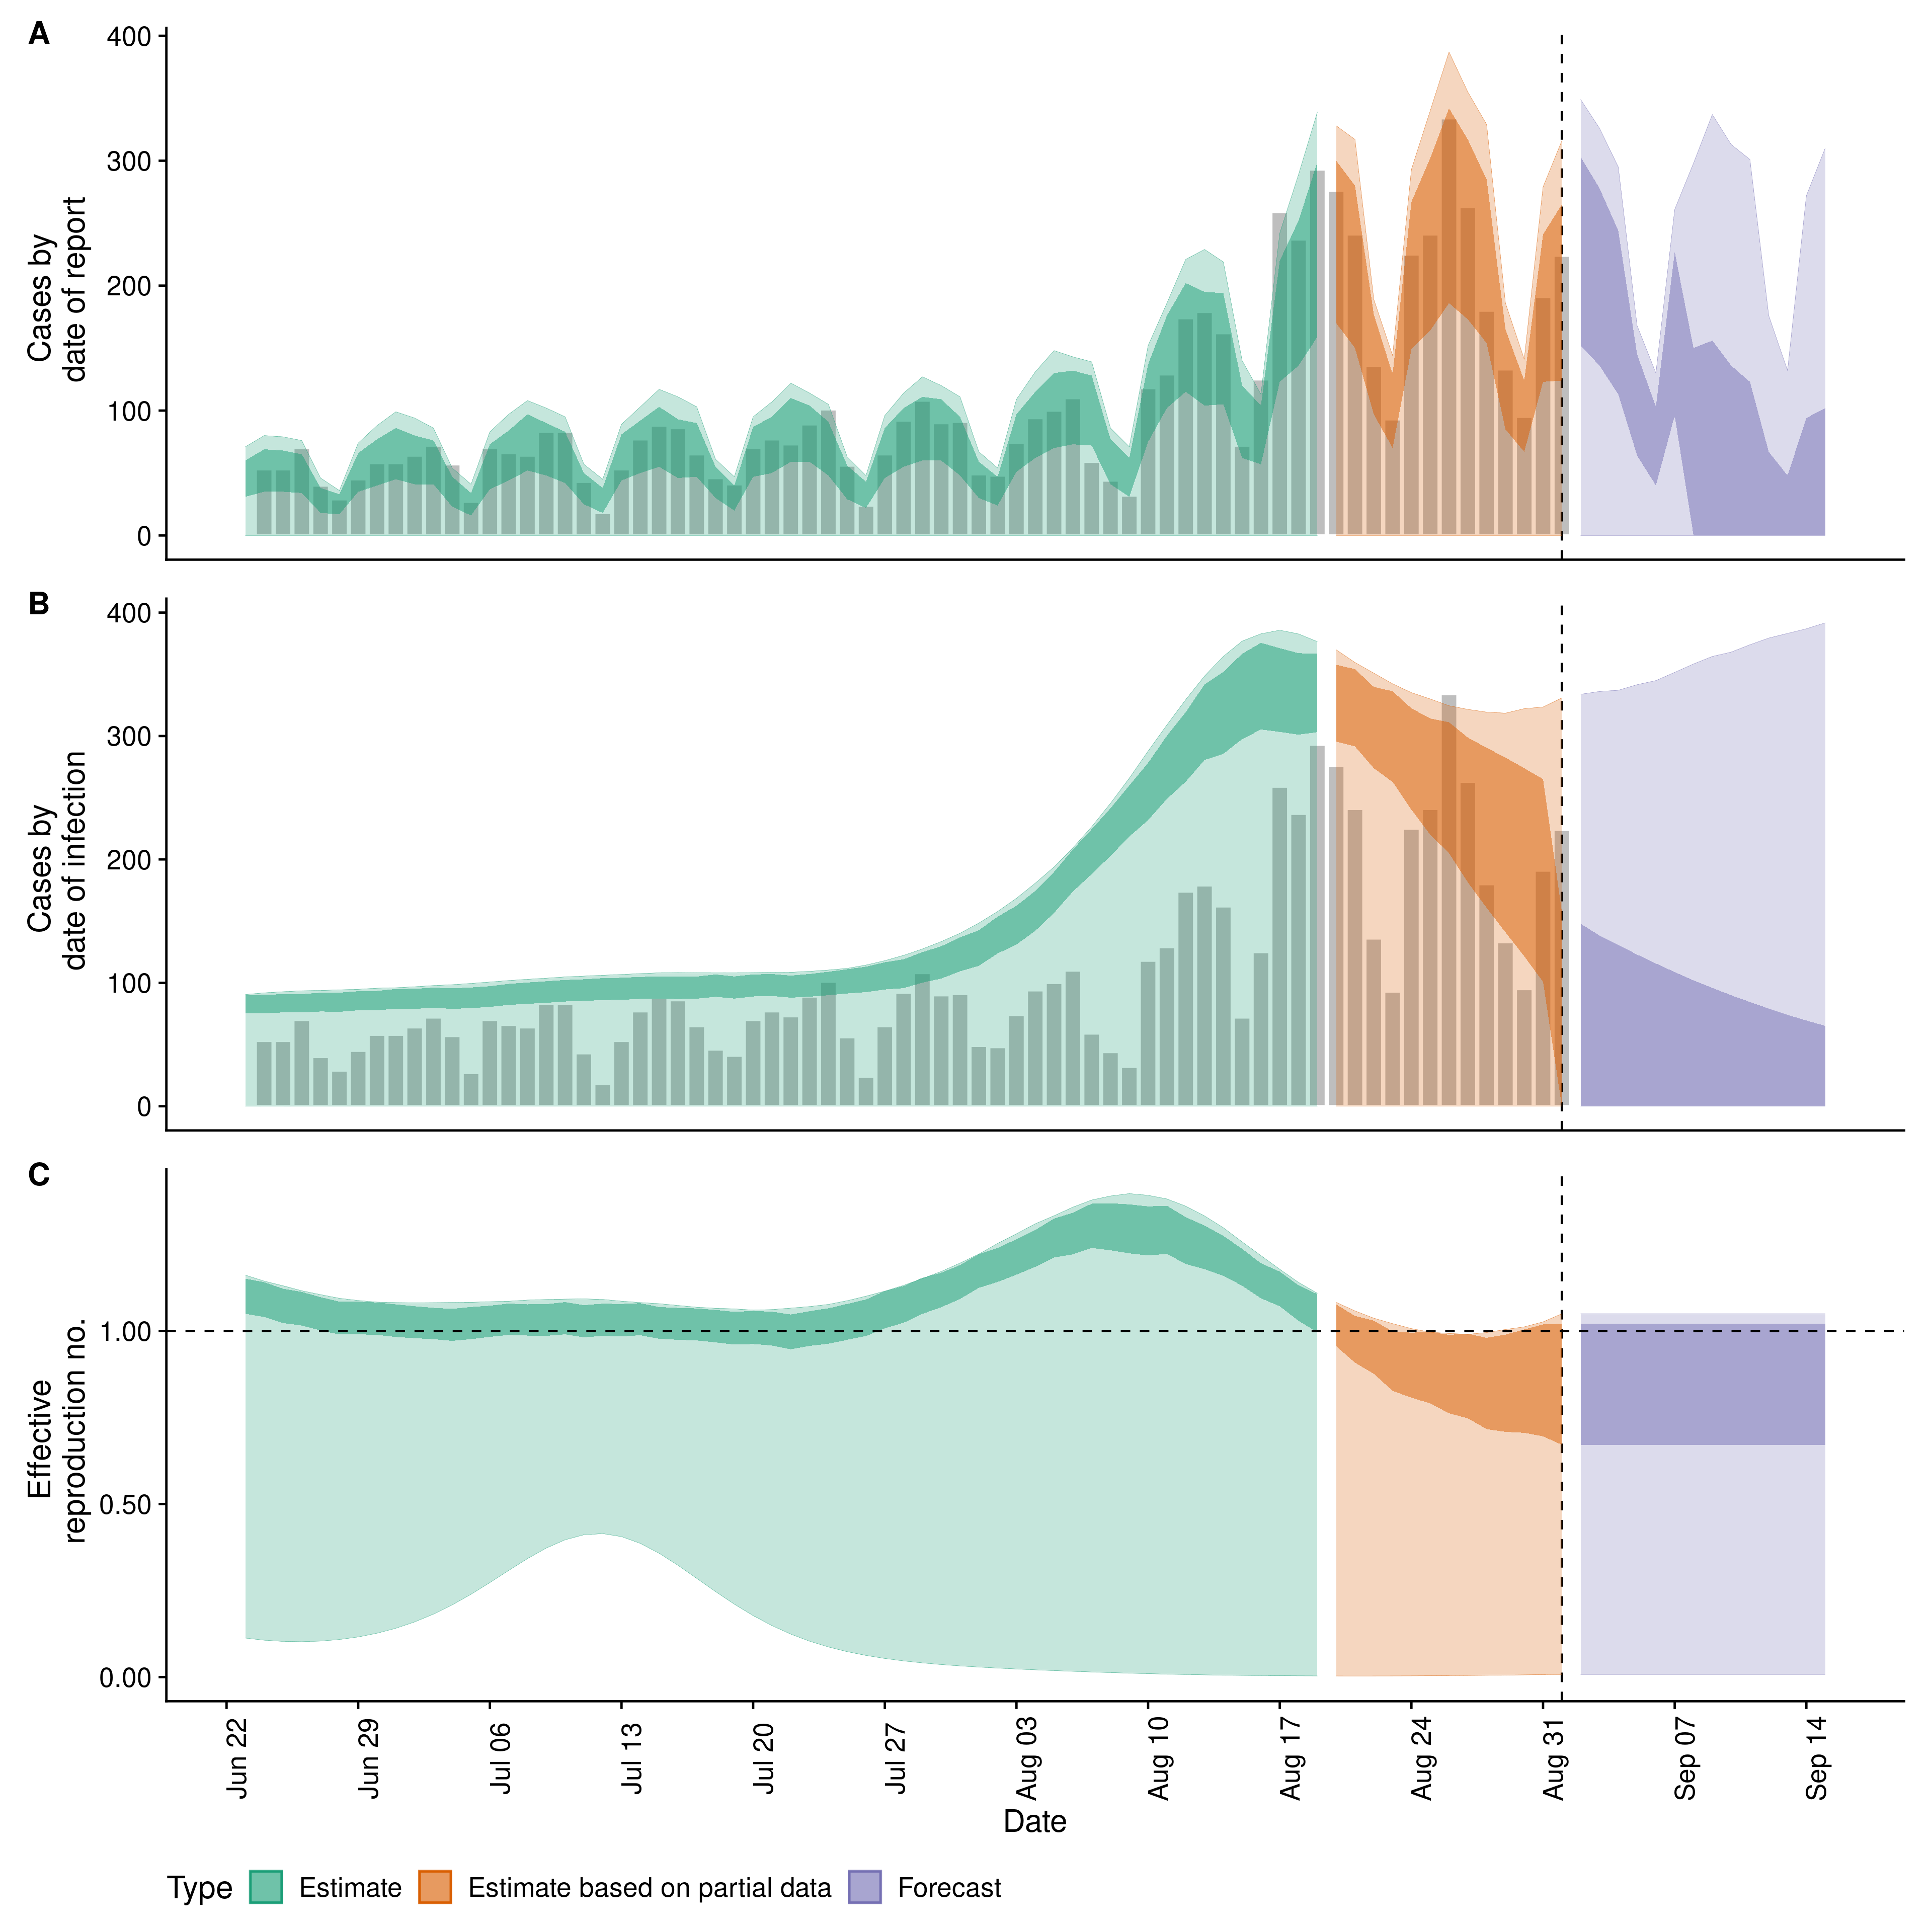 A
400
300
200
100
0
Cases by
date of report
B
400
300
200
100
0
Cases by
date of infection
C
1.00
0.50
0.00
Effective
reproduction no.
Jun 22
Jun 29
Jul 06
Jul 13
Jul 20
Jul 27
Aug 03
Aug 10
Aug 17
Aug 24
Aug 31
Sep 07
Sep 14
Date
Type Estimate Estimate based on partial data Forecast